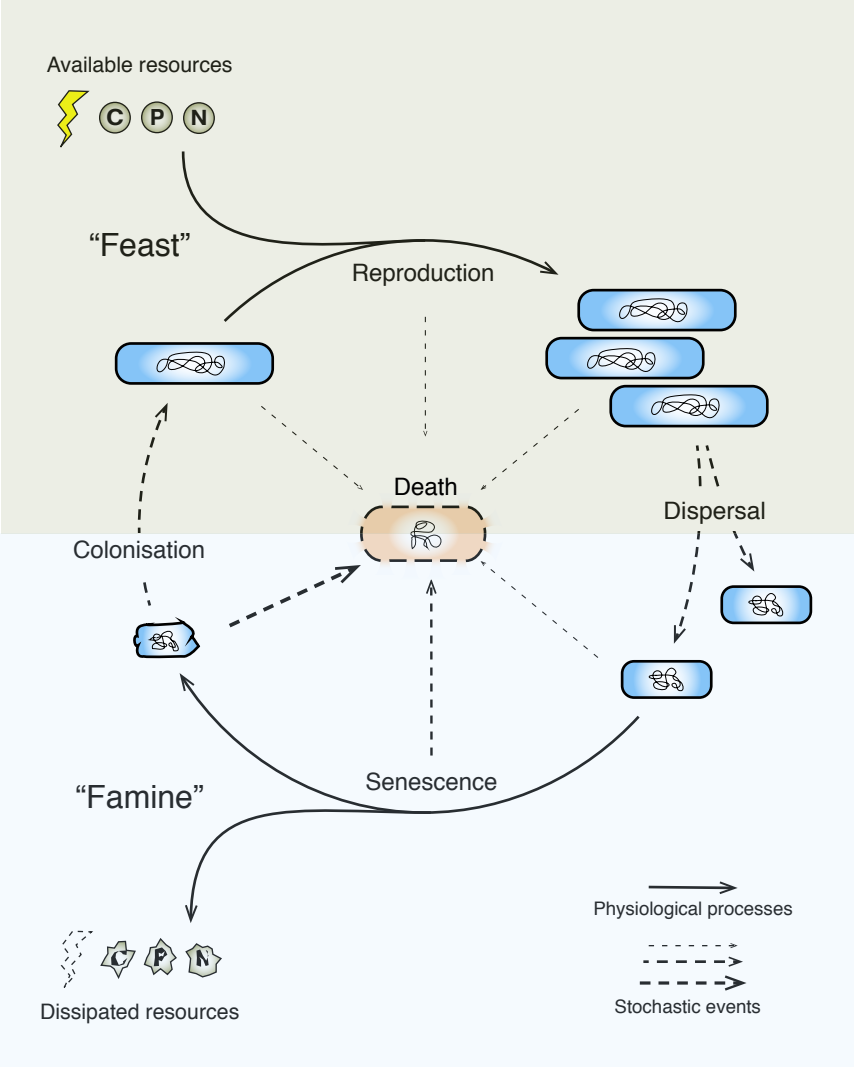 Available resources
C P N
“Feast”
Reproduction
Death
Dispersal
Colonisation
Senescence
“Famine”
Physiological processes
C P N
Dissipated resources
Stochastic events